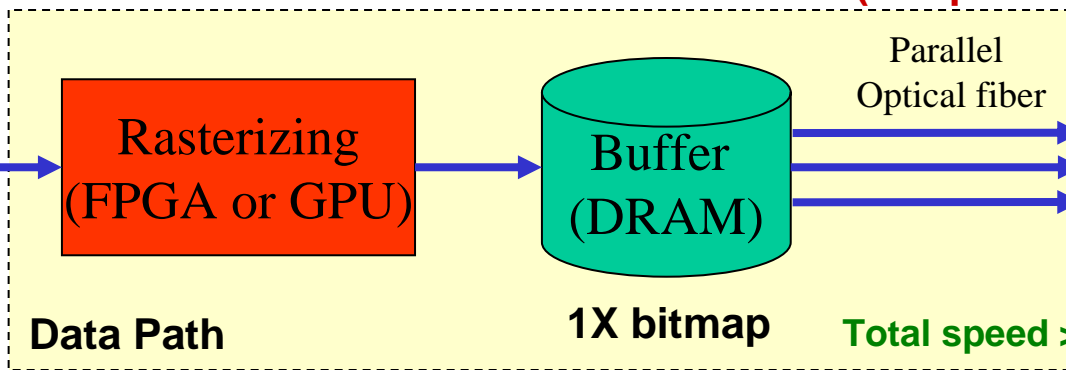 Parallel
Optical fiber
Rasterizing
(FPGA or GPU)
Buffer
(DRAM)
Data Path
1X bitmap
Total speed >